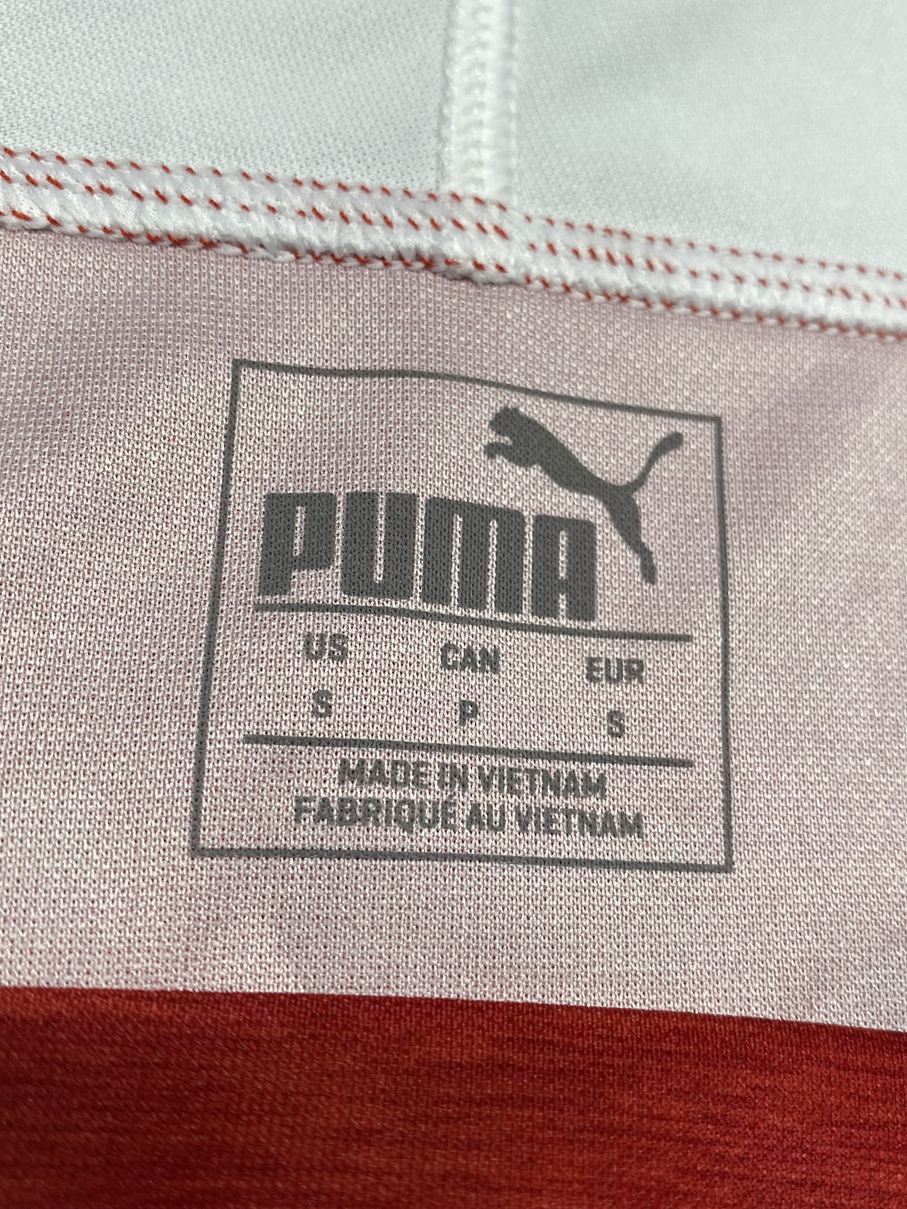 PUMA
US CAN EUR
S P S
MADE IN VIETNAM
FABRIQUÉ AU VIETNAM